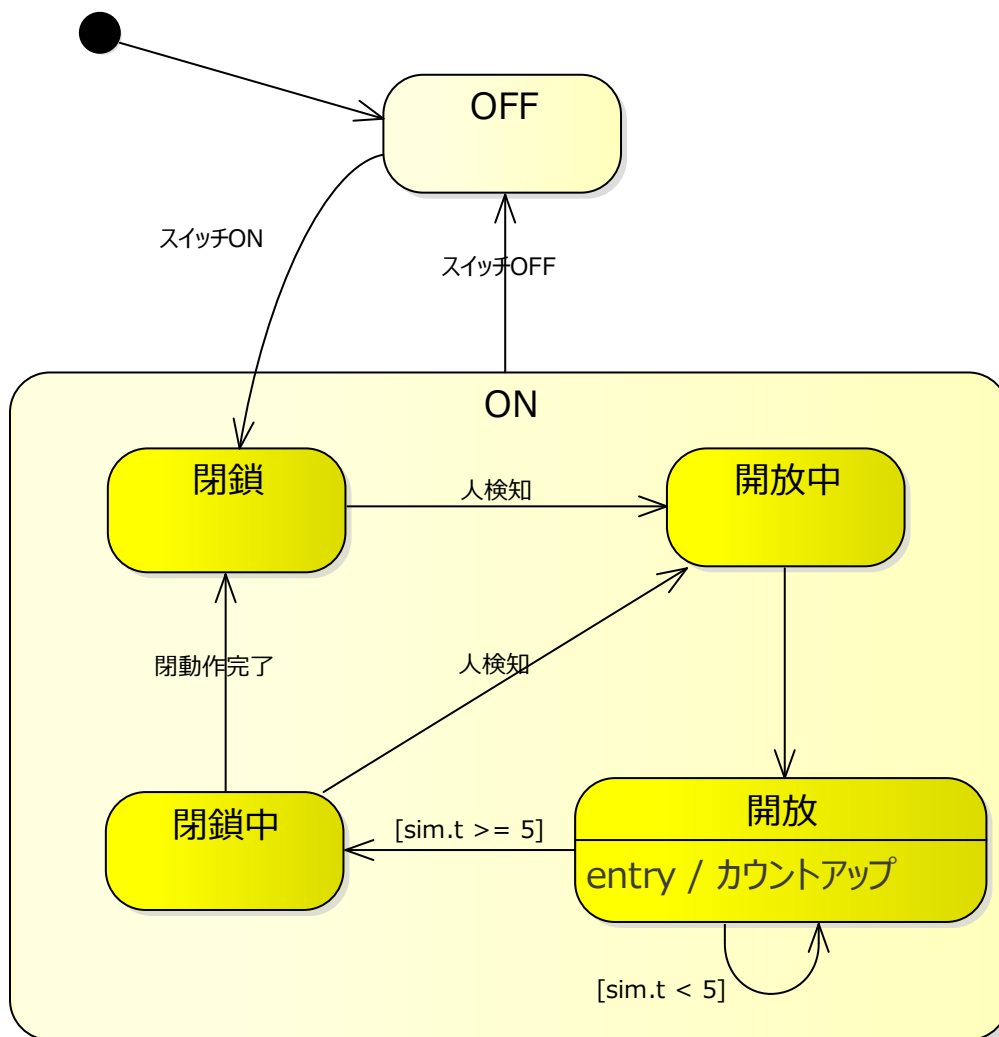 OFF
スイッチON
スイッチOFF
ON
閉鎖
人検知
開放中
閉動作完了
人検知
閉鎖中
[sim.t >= 5]
開放
entry / カウントアップ
[sim.t < 5]